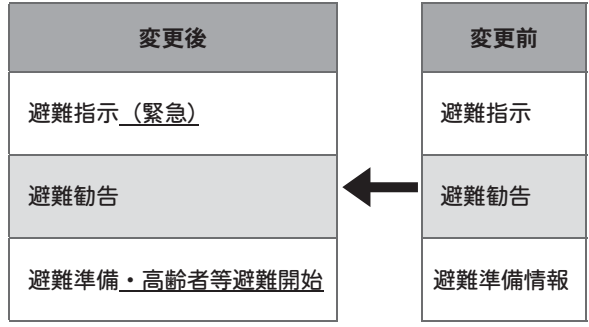 変更後
避難指示（緊急）
避難勧告
避難準備・高齢者等避難開始
変更前
避難指示
避難勧告
避難準備情報